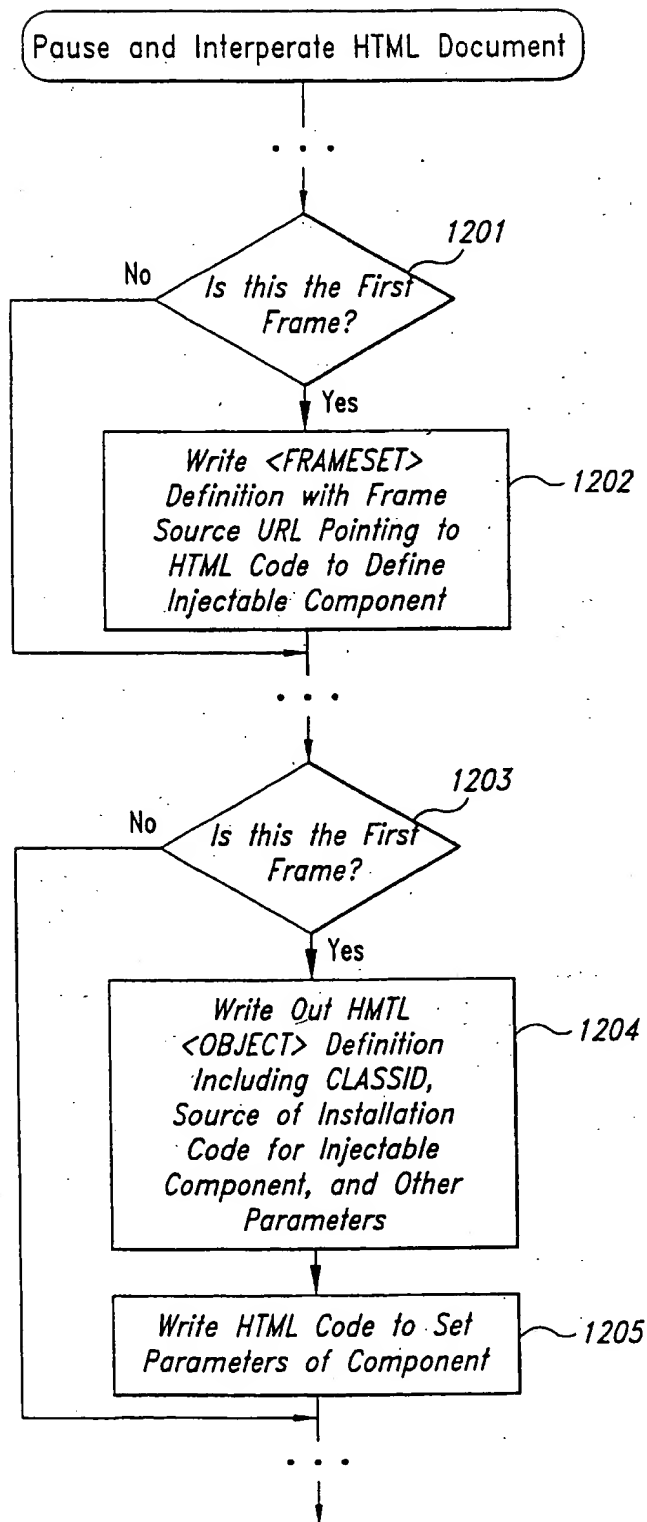 Pause and Interperate HTML Document
. . .
1201
No
Is this the First
Frame?
Yes
Write <FRAMESET>
Definition with Frame
Source URL Pointing to
HTML Code to Define
Injectable Component
1202
. . .
1203
No
Is this the First
Frame?
Yes
Write Out HMTL
<OBJECT> Definition
Including CLASSID,
Source of Installation
Code for Injectable
Component, and Other
Parameters
1204
Write HTML Code to Set
Parameters of Component
1205
. . .